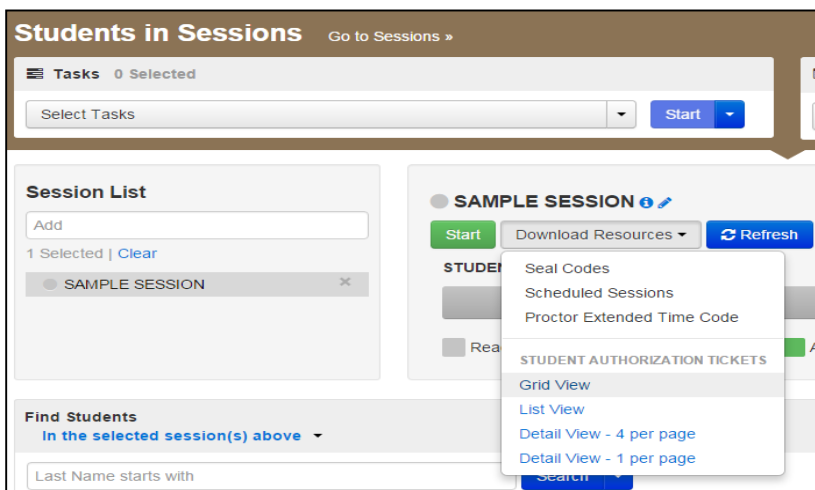 Students in Sessions Go to Sessions »
Tasks 0 Selected
Select Tasks
Start
Session List
Add
1 Selected | Clear
SAMPLE SESSION
SAMPLE SESSION
Start Download Resources Refresh
Seal Codes
Scheduled Sessions
Proctor Extended Time Code
STUDENT AUTHORIZATION TICKETS
Grid View
List View
Detail View - 4 per page
Detail View - 1 per page
Find Students
In the selected session(s) above
Last Name starts with
Search